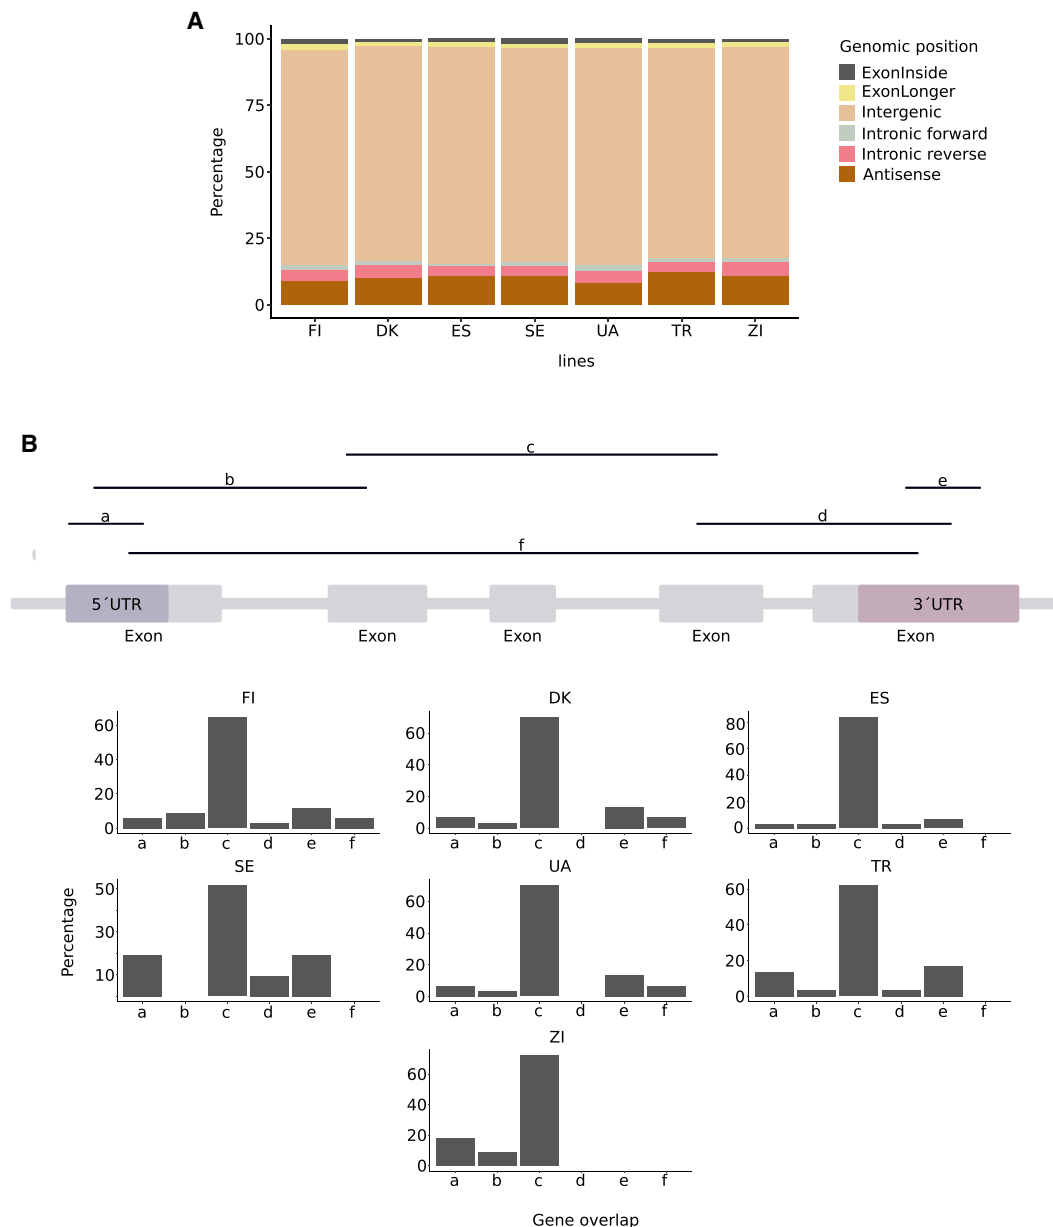 A
Percentage
100
75
50
25
0
FI DK ES SE UA TR ZI
lines
Genomic position
ExonInside
ExonLonger
Intergenic
Intronic forward
Intronic reverse
Antisense
B
c
b
e
a
d
f
5´UTR
3´UTR
Exon Exon Exon Exon Exon
Percentage
FI
60
40
20
0
a b c d e f
DK
60
40
20
0
a b c d e f
ES
80
60
40
20
0
a b c d e f
SE
50
30
10
a b c d e f
UA
60
40
20
0
a b c d e f
TR
60
40
20
0
a b c d e f
ZI
60
40
20
0
a b c d e f
Gene overlap